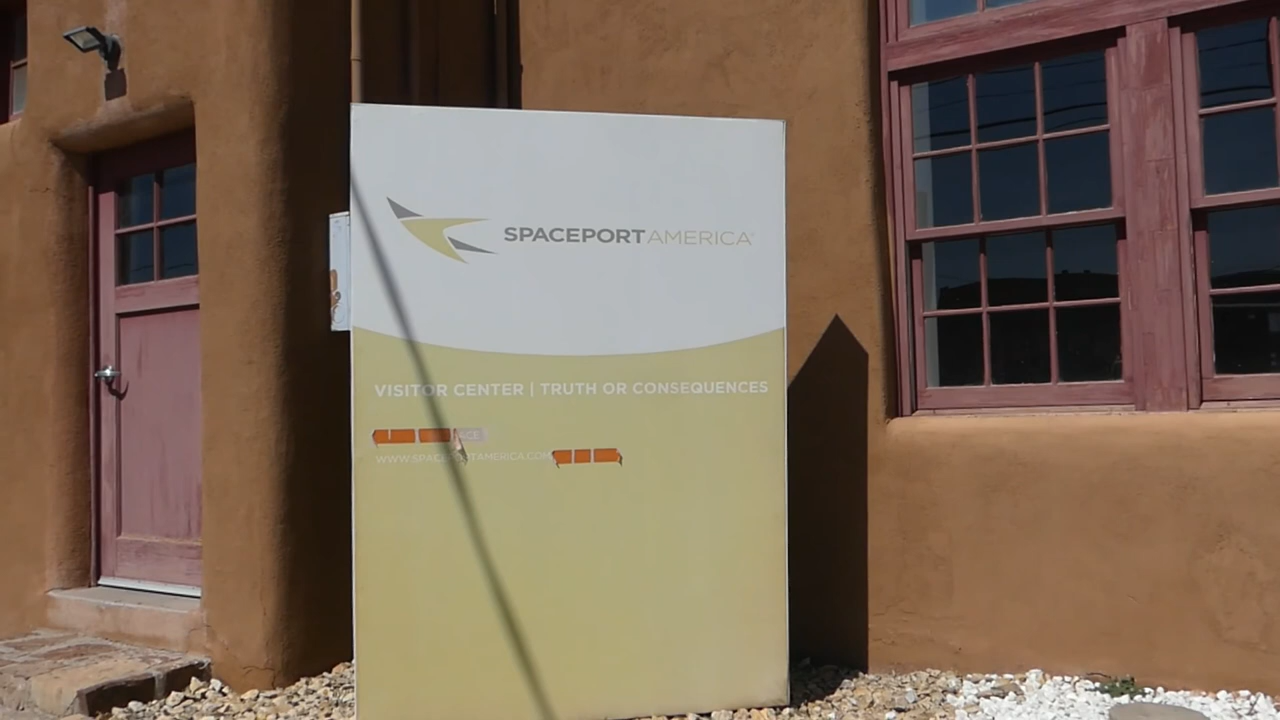 SPACEPORTAMERICA
VISITOR CENTER | TRUTH OR CONSEQUENCES
WWW.SPACEPORTAMERICA.COM